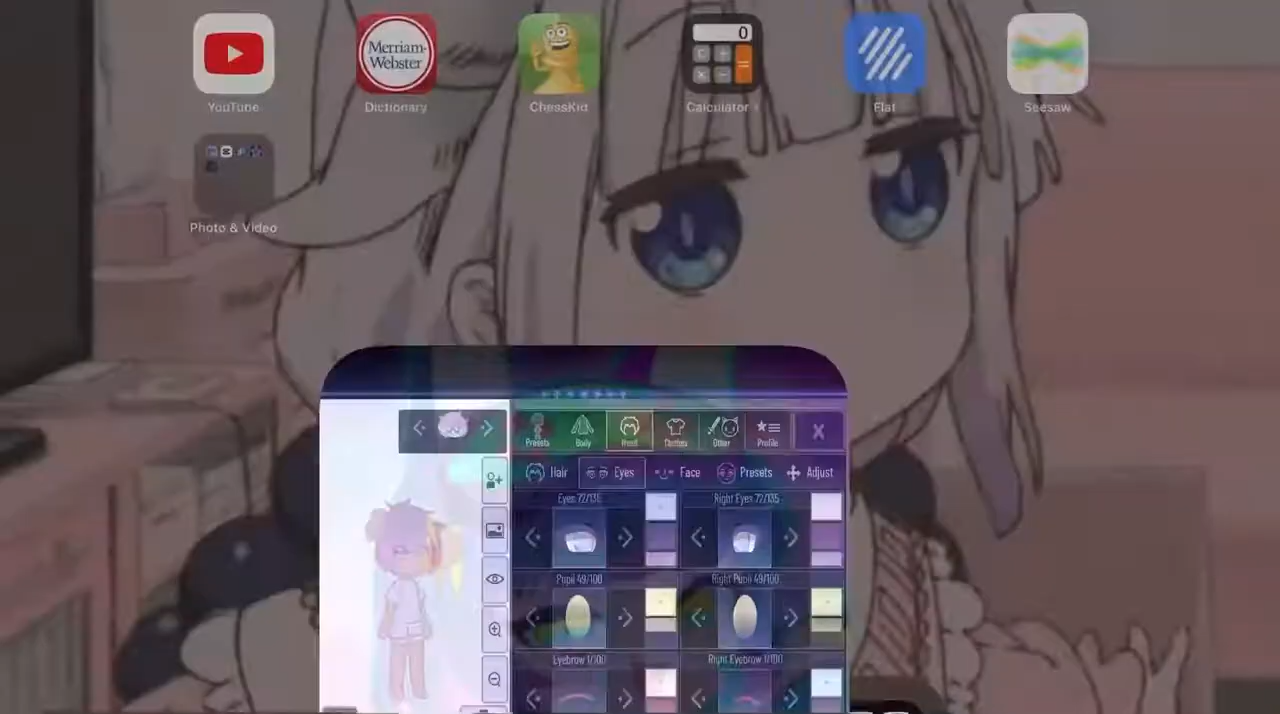 0
Merriam-
Webster
YouTube
Dictionary
ChessKid
Calculator
Flat
Seesaw
Photo & Video
Presets
Body
Head
Clothes
Other
Profile
X
Hair
Eyes
Face
Presets
Adjust
Eyes 72/135
Right Eyes 72/135
Pupil 49/100
Right Pupil 49/100
Eyebrow 1/100
Right Eyebrow 1/100